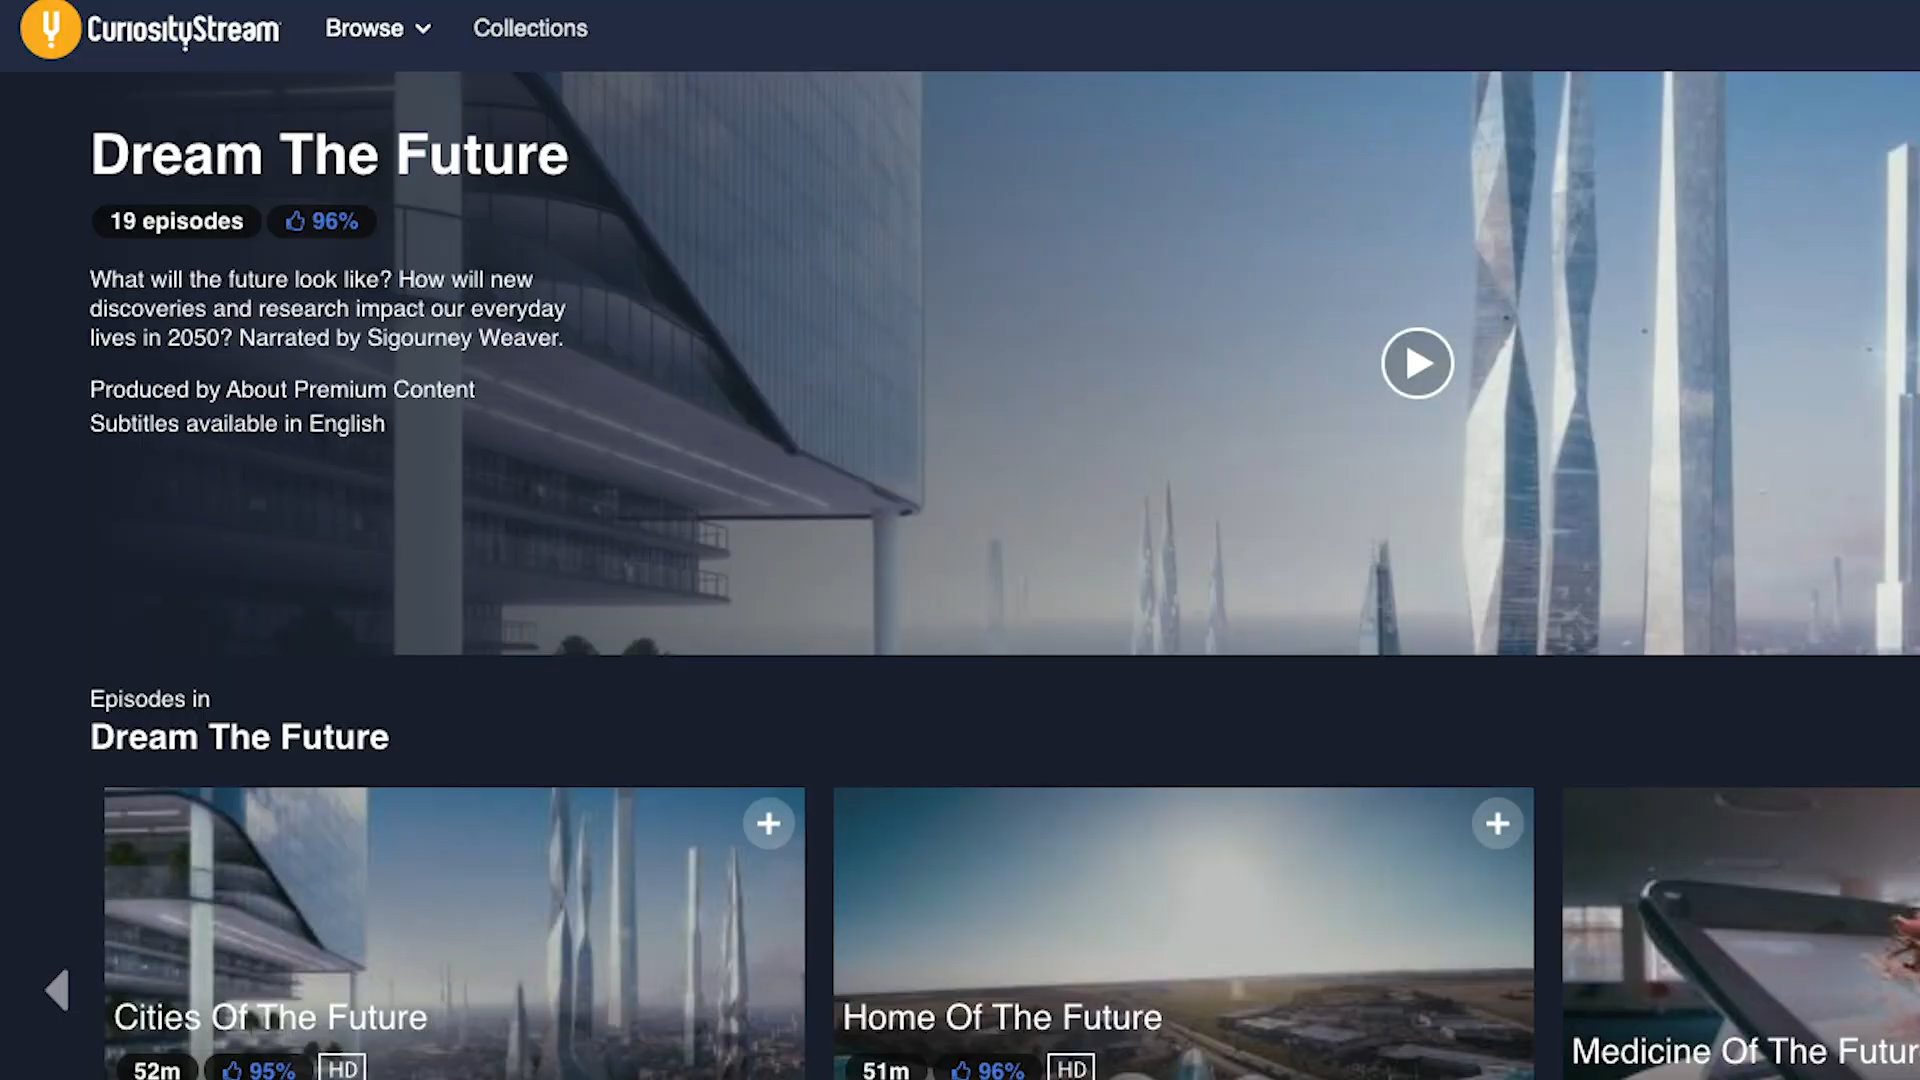 CuriosityStream
Browse
Collections
Dream The Future
19 episodes
96%
What will the future look like? How will new
discoveries and research impact our everyday
lives in 2050? Narrated by Sigourney Weaver.
Produced by About Premium Content
Subtitles available in English
Episodes in
Dream The Future
Cities Of The Future
52m
95%
HD
Home Of The Future
51m
96%
HD
Medicine Of The Futur